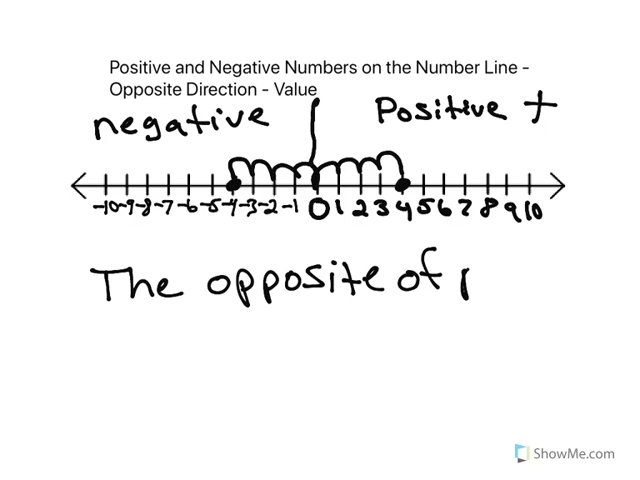 Positive and Negative Numbers on the Number Line -
Opposite Direction - Value
negative Positive +
-10 -9 -8 -7 -6 -5 -4 -3 -2 -1 0 1 2 3 4 5 6 7 8 9 10
The opposite of
ShowMe.com